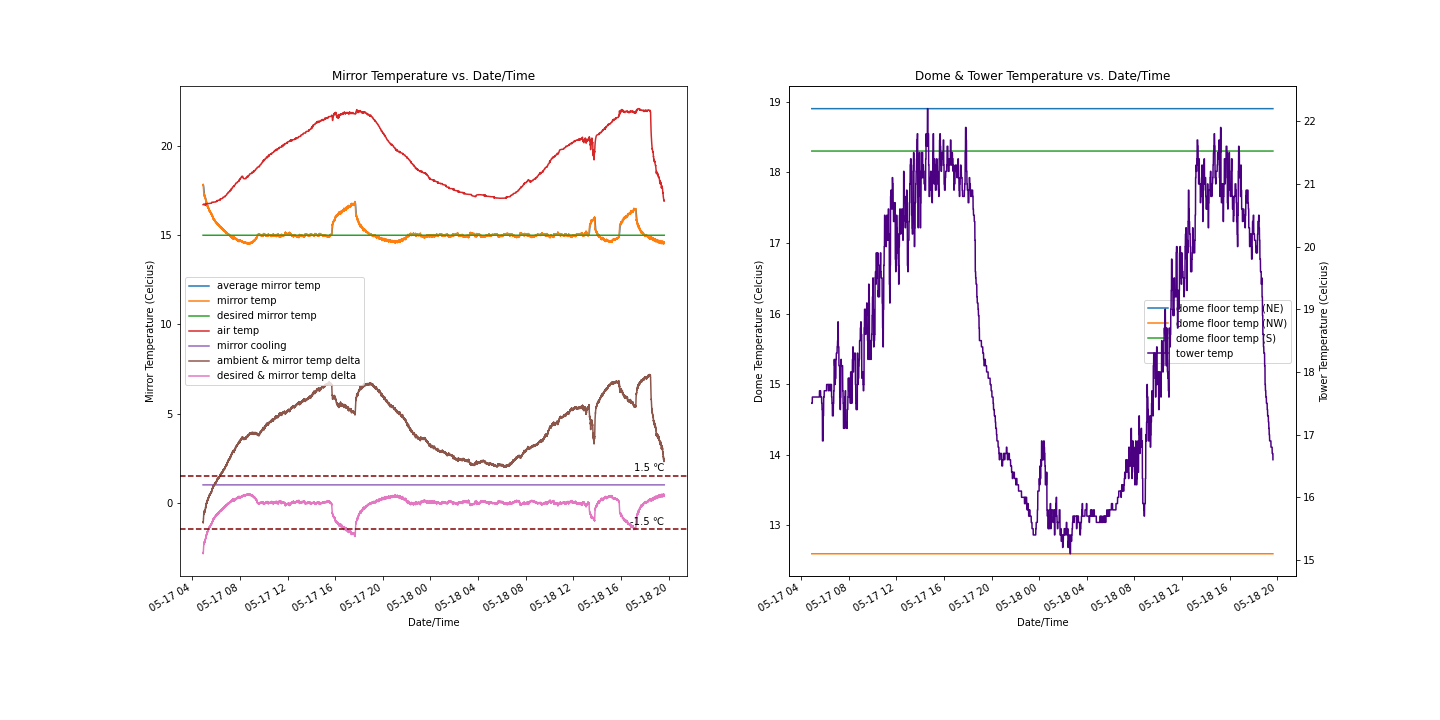 Mirror Temperature vs. Date/Time
Mirror Temperature (Celcius)
20
15
10
5
0
average mirror temp
mirror temp
desired mirror temp
air temp
mirror cooling
ambient & mirror temp delta
desired & mirror temp delta
1.5 °C
-1.5 °C
05-17 04
05-17 08
05-17 12
05-17 16
05-17 20
05-18 00
05-18 04
05-18 08
05-18 12
05-18 16
05-18 20
Date/Time
Dome & Tower Temperature vs. Date/Time
Dome Temperature (Celcius)
19
18
17
16
15
14
13
dome floor temp (NE)
dome floor temp (NW)
dome floor temp (S)
tower temp
22
21
20
19
18
17
16
15
Tower Temperature (Celcius)
05-17 04
05-17 08
05-17 12
05-17 16
05-17 20
05-18 00
05-18 04
05-18 08
05-18 12
05-18 16
05-18 20
Date/Time